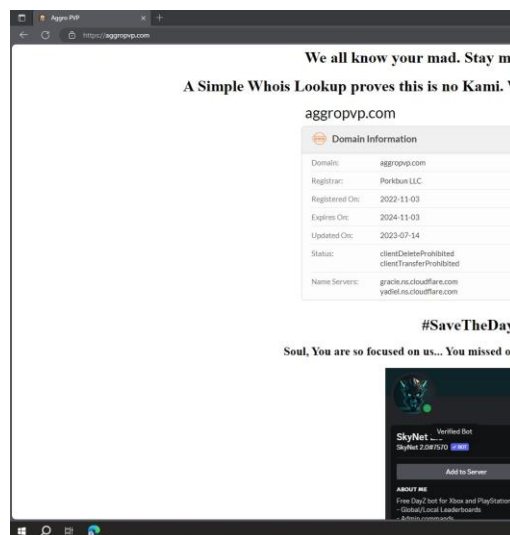 Aggro PVP
https://aggropvp.com
We all know your mad. Stay m
A Simple Whois Lookup proves this is no Kami.
aggropvp.com
Domain Information
Domain: aggropvp.com
Registrar: Porkbun LLC
Registered On: 2022-11-03
Expires On: 2024-11-03
Updated On: 2023-07-14
Status: clientDeleteProhibited
clientTransferProhibited
Name Servers: gracie.ns.cloudflare.com
yadiel.ns.cloudflare.com
#SaveTheDay
Soul, You are so focused on us... You missed o
Verified Bot
SkyNet
SkyNet 2.0#7570 BOT
Add to Server
ABOUT ME
Free DayZ bot for Xbox and PlayStation
- Global/Local Leaderboards
- Admin commands